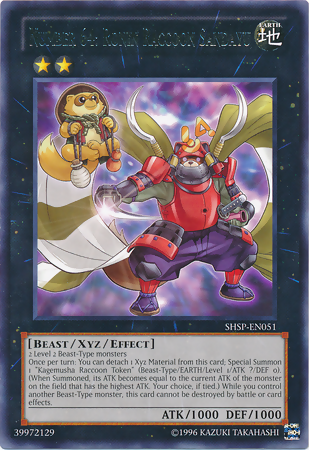 Number 64: Ronin Raccoon Sandayu
EARTH
地
64
SHSP-EN051
[BEAST / XYZ / EFFECT]
2 Level 2 Beast-Type monsters
Once per turn: You can detach 1 Xyz Material from this card; Special Summon
1 "Kagemusha Raccoon Token" (Beast-Type/EARTH/Level 1/ATK ?/DEF 0).
(When Summoned, its ATK becomes equal to the current ATK of the monster
on the field that has the highest ATK. Your choice, if tied.) While you control
another Beast-Type monster, this card cannot be destroyed by battle or card
effects.
ATK/1000 DEF/1000
39972129
©1996 KAZUKI TAKAHASHI